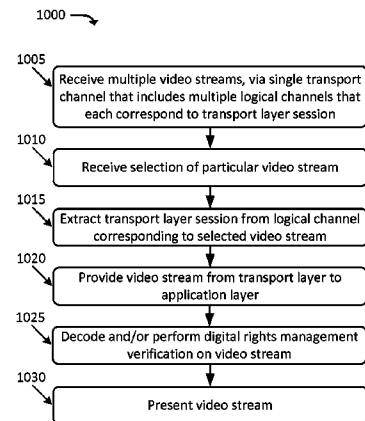 1000
1005
Receive multiple video streams, via single transport
channel that includes multiple logical channels that
each correspond to transport layer session
1010
Receive selection of particular video stream
1015
Extract transport layer session from logical channel
corresponding to selected video stream
1020
Provide video stream from transport layer to
application layer
1025
Decode and/or perform digital rights management
verification on video stream
1030
Present video stream